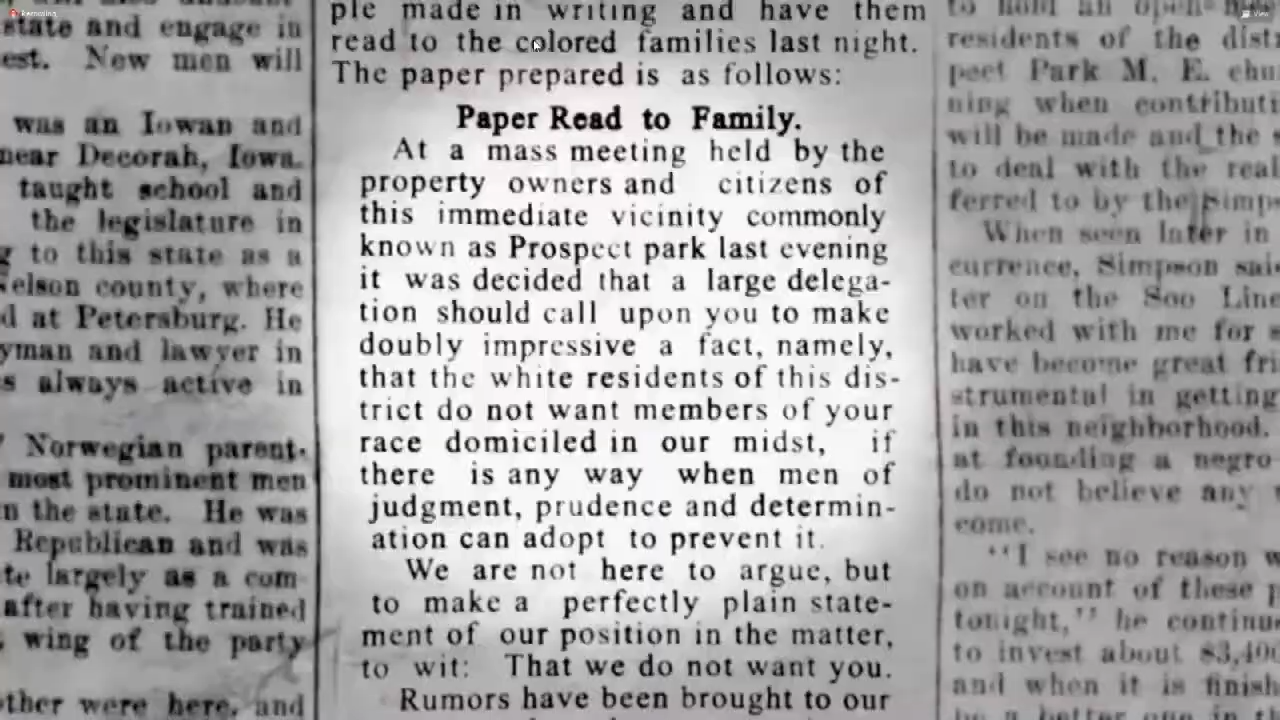 state and engage in
est. New men will
was an Iowan and
near Decorah, Iowa.
taught school and
the legislature in
to this state as a
Nelson county, where
d at Petersburg. He
yman and lawyer in
s always active in
Norwegian parent-
most prominent men
n the state. He was
Republican and was
te largely as a com-
after having trained
wing of the party
other were here, and
ple made in writing and have them
read to the colored families last night.
The paper prepared is as follows:
Paper Read to Family.
At a mass meeting held by the
property owners and citizens of
this immediate vicinity commonly
known as Prospect park last evening
it was decided that a large delega-
tion should call upon you to make
doubly impressive a fact, namely,
that the white residents of this dis-
trict do not want members of your
race domiciled in our midst, if
there is any way when men of
judgment, prudence and determin-
ation can adopt to prevent it.
We are not here to argue, but
to make a perfectly plain state-
ment of our position in the matter,
to wit: That we do not want you.
Rumors have been brought to our
to hold an open
residents of the dist
pect Park M. E. chu
ning when contributi
will be made and the s
to deal with the real
ferred to by the Simp
When seen later in
currence, Simpson sai
ter on the Soo Line
worked with me for s
have become great fri
strumental in getting
in this neighborhood.
at founding a negro
do not believe any
come.
"I see no reason w
on account of these p
tonight," he continue
to invest about $3,400
and when it is finish
be a better one in th
View